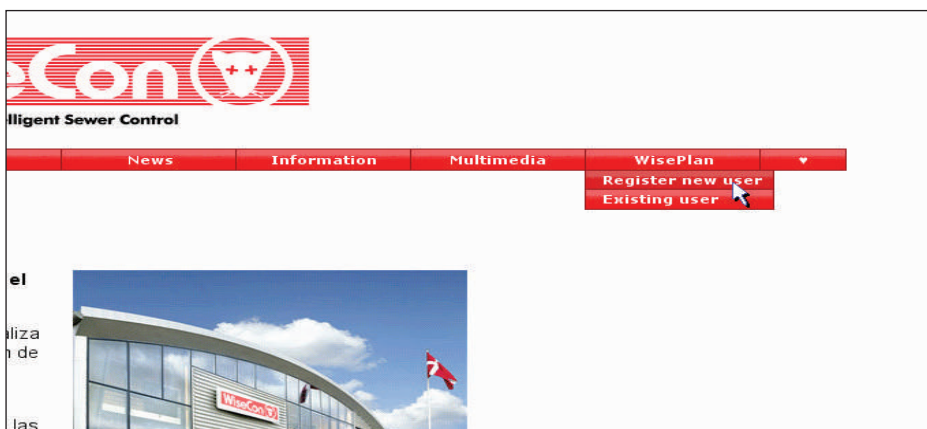 eCon
lligent Sewer Control
News Information Multimedia WisePlan ♥
Register new user
Existing user
el
aliza
n de
las
WiseCon